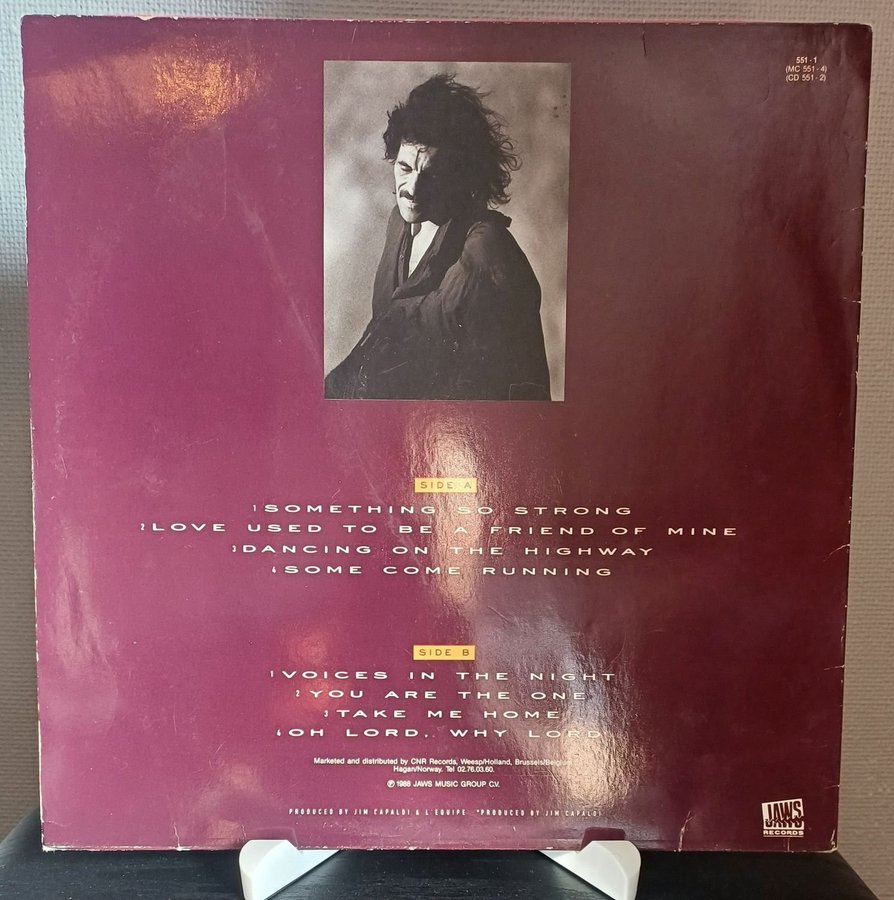 551 - 1
(MC 551 - 4)
(CD 551 - 2)
SIDE A
1 SOMETHING SO STRONG
2 LOVE USED TO BE A FRIEND OF MINE
3 DANCING ON THE HIGHWAY
4 SOME COME RUNNING
SIDE B
1 VOICES IN THE NIGHT
2 YOU ARE THE ONE
3 TAKE ME HOME
4 OH LORD, WHY LORD
Marketed and distributed by CNR Records, Weesp/Holland, Brussels/Belgium
Hagan/Norway. Tel 02.76.03.60.
℗ 1988 JAWS MUSIC GROUP C.V.
PRODUCED BY JIM CAPALDI & L'EQUIPE *PRODUCED BY JIM CAPALDI
JAWS
RECORDS